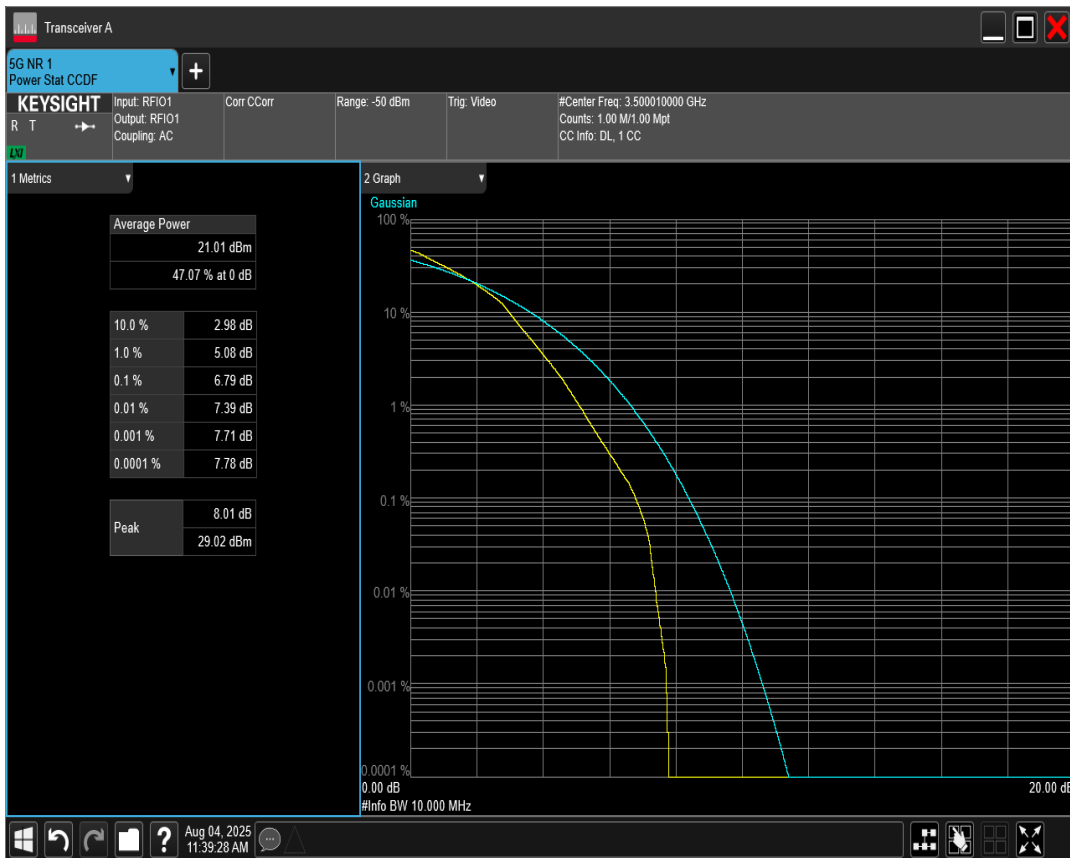 Transceiver A
5G NR 1
Power Stat CCDF
KEYSIGHT
R T
LXI
Input: RFIO1
Output: RFIO1
Coupling: AC
Corr CCorr
Range: -50 dBm
Trig: Video
#Center Freq: 3.500010000 GHz
Counts: 1.00 M/1.00 Mpt
CC Info: DL, 1 CC
1 Metrics
Average Power
21.01 dBm
47.07 % at 0 dB
10.0 % 2.98 dB
1.0 % 5.08 dB
0.1 % 6.79 dB
0.01 % 7.39 dB
0.001 % 7.71 dB
0.0001 % 7.78 dB
Peak
8.01 dB
29.02 dBm
2 Graph
Gaussian
100 %
10 %
1 %
0.1 %
0.01 %
0.001 %
0.0001 %
0.00 dB 20.00 dB
#Info BW 10.000 MHz
?
Aug 04, 2025
11:39:28 AM